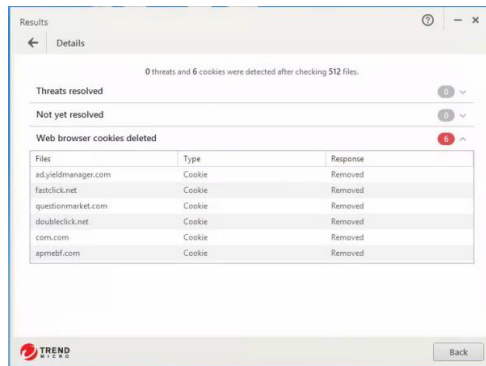 Results
Details
0 threats and 6 cookies were detected after checking 512 files.
Threats resolved 0
Not yet resolved 0
Web browser cookies deleted 6
Files Type Response
ad.yieldmanager.com Cookie Removed
fastclick.net Cookie Removed
questionmarket.com Cookie Removed
doubleclick.net Cookie Removed
com.com Cookie Removed
apmebf.com Cookie Removed
TREND
MICRO
Back